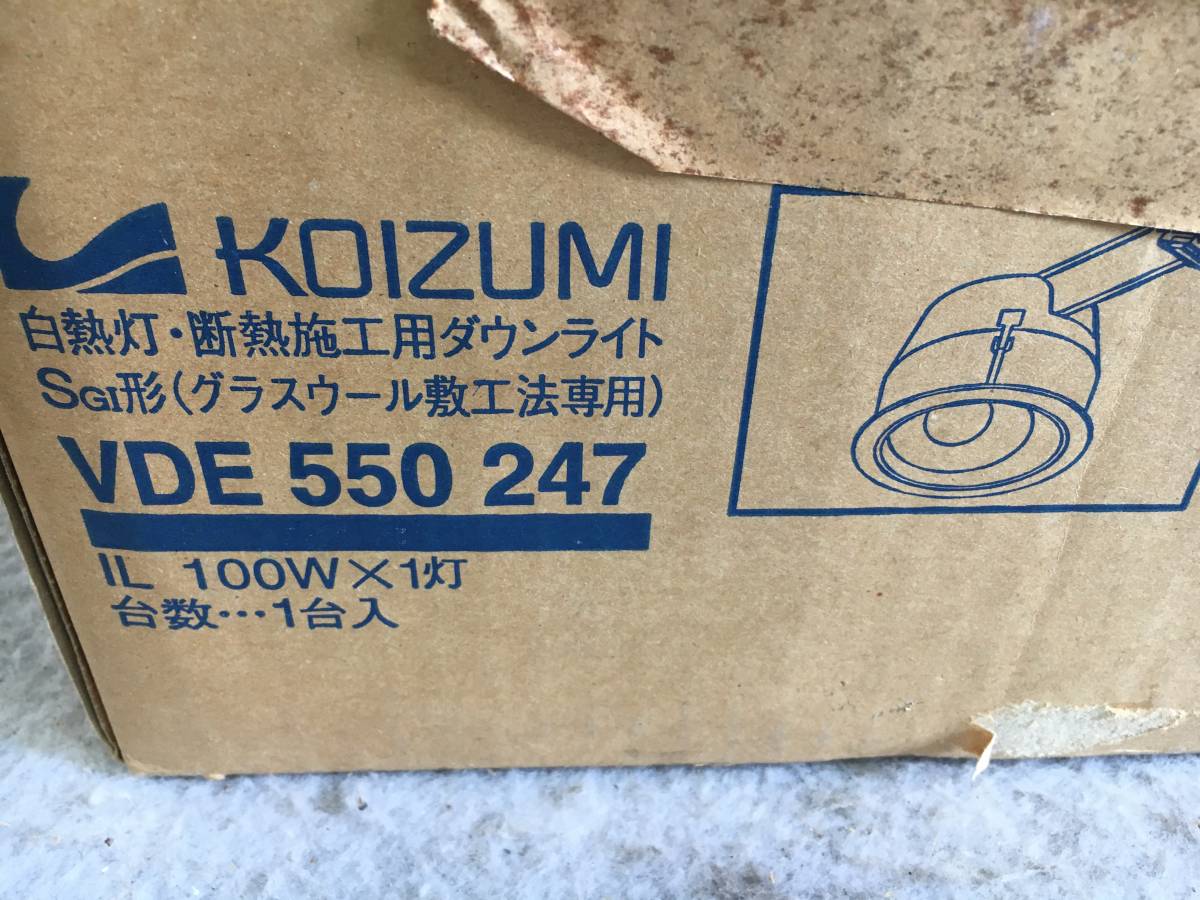 KOIZUMI
白熱灯・断熱施工用ダウンライト
SGI形(グラスウール敷工法専用)
VDE 550 247
IL 100W×1灯
台数…1台入